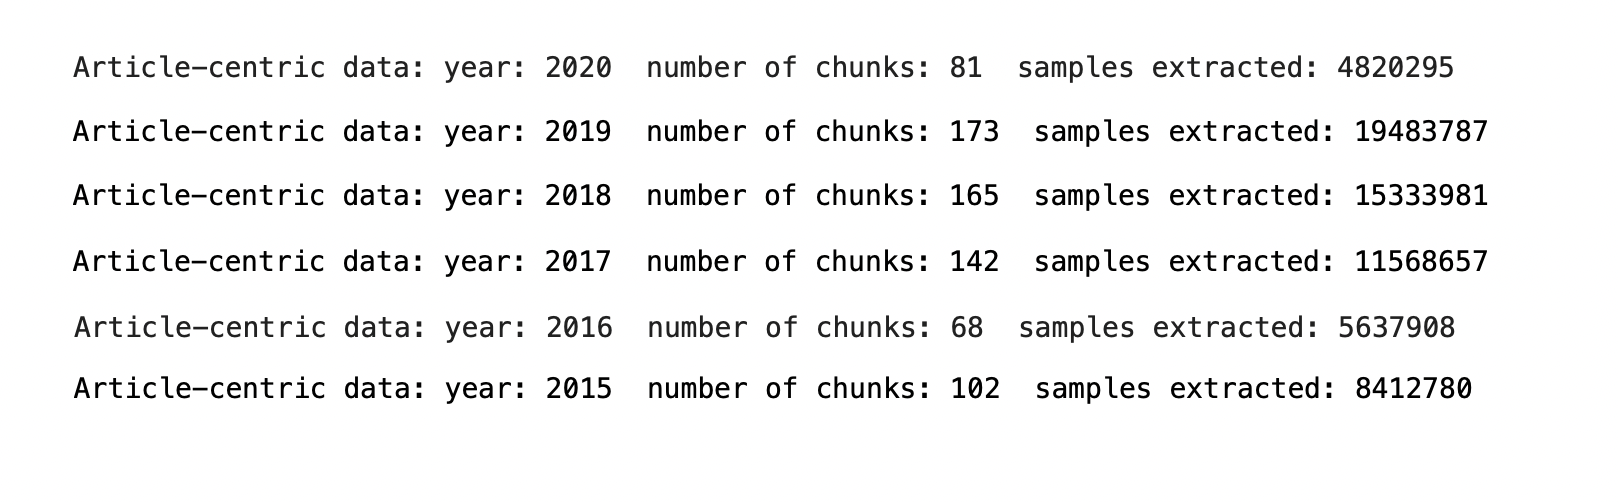 Article-centric data: year: 2020  number of chunks: 81  samples extracted: 4820295
Article-centric data: year: 2019  number of chunks: 173  samples extracted: 19483787
Article-centric data: year: 2018  number of chunks: 165  samples extracted: 15333981
Article-centric data: year: 2017  number of chunks: 142  samples extracted: 11568657
Article-centric data: year: 2016  number of chunks: 68  samples extracted: 5637908
Article-centric data: year: 2015  number of chunks: 102  samples extracted: 8412780